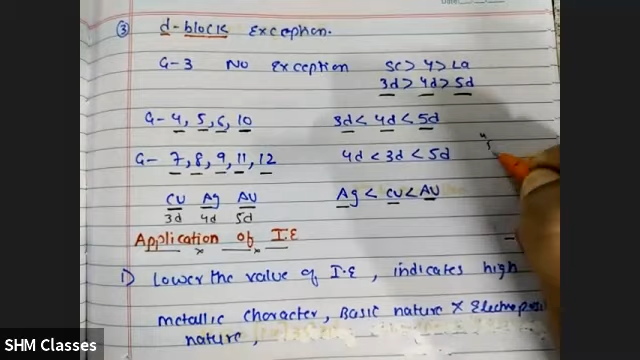 ③ d-block Exception.
G-3 NO Exception Sc > Y > La
3d > 4d > 5d
G-4, 5, 6, 10 3d < 4d < 5d
G- 7, 8, 9, 11, 12 4d < 3d < 5d
Cu Ag Au Ag < Cu < Au
3d 4d 5d
Application of I.E
1) Lower the value of I.E, indicates high
metallic character, Basic nature × Electroposi
nature,
SHM Classes